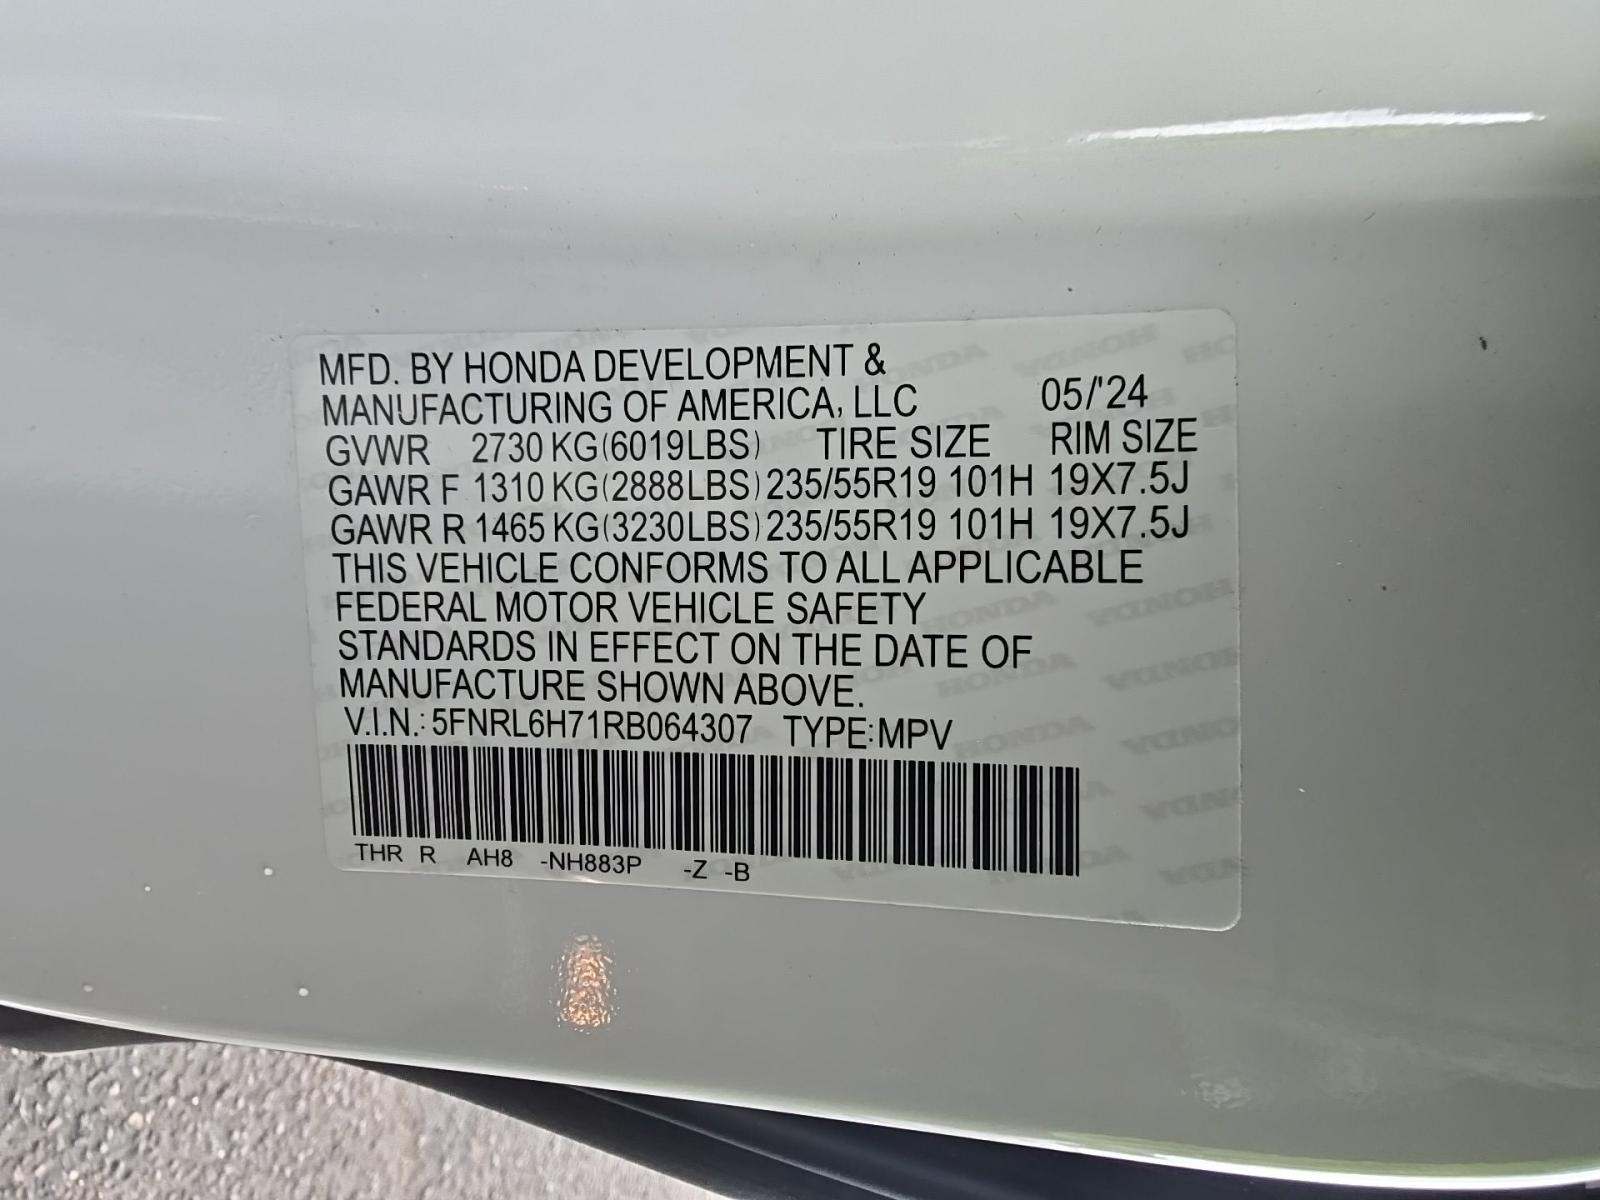 MFD. BY HONDA DEVELOPMENT &
MANUFACTURING OF AMERICA, LLC 05/'24
GVWR 2730 KG(6019LBS) TIRE SIZE RIM SIZE
GAWR F 1310 KG(2888LBS) 235/55R19 101H 19X7.5J
GAWR R 1465 KG(3230LBS) 235/55R19 101H 19X7.5J
THIS VEHICLE CONFORMS TO ALL APPLICABLE
FEDERAL MOTOR VEHICLE SAFETY
STANDARDS IN EFFECT ON THE DATE OF
MANUFACTURE SHOWN ABOVE.
V.I.N.: 5FNRL6H71RB064307 TYPE: MPV
THR R AH8 -NH883P -Z -B